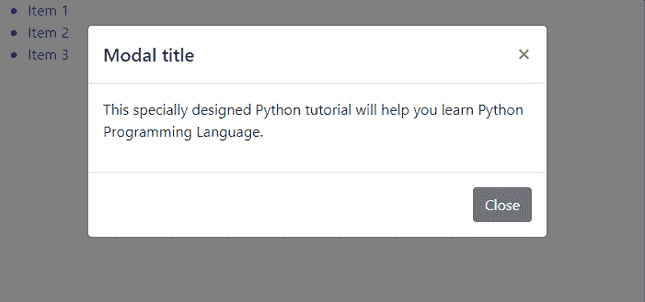 Item 1
Item 2
Item 3
Modal title
×
This specially designed Python tutorial will help you learn Python
Programming Language.
Close